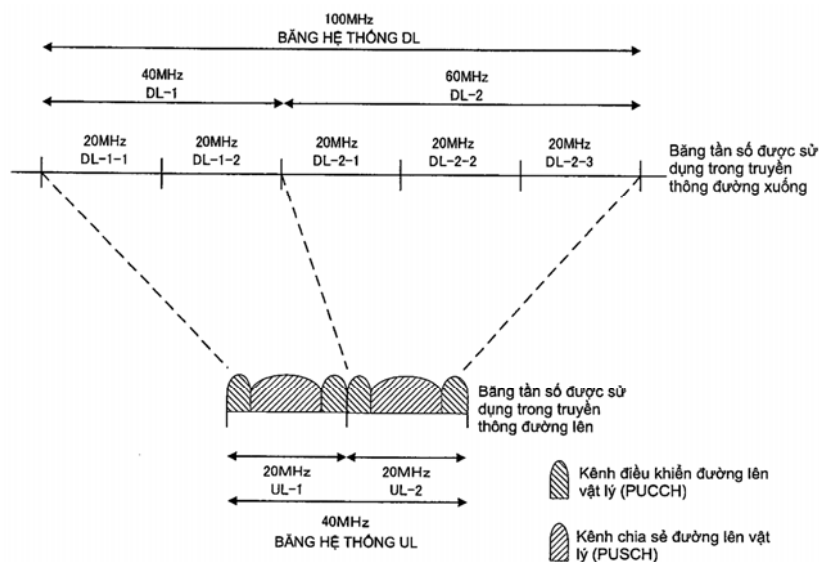 100MHz
BĂNG HỆ THỐNG DL
40MHz
DL-1
60MHz
DL-2
20MHz
DL-1-1
20MHz
DL-1-2
20MHz
DL-2-1
20MHz
DL-2-2
20MHz
DL-2-3
Băng tần số được sử
dụng trong truyền
thông đường xuống
Băng tần số được sử
dụng trong truyền
thông đường lên
20MHz
UL-1
20MHz
UL-2
40MHz
BĂNG HỆ THỐNG UL
Kênh điều khiển đường lên
vật lý (PUCCH)
Kênh chia sẻ đường lên vật
lý (PUSCH)